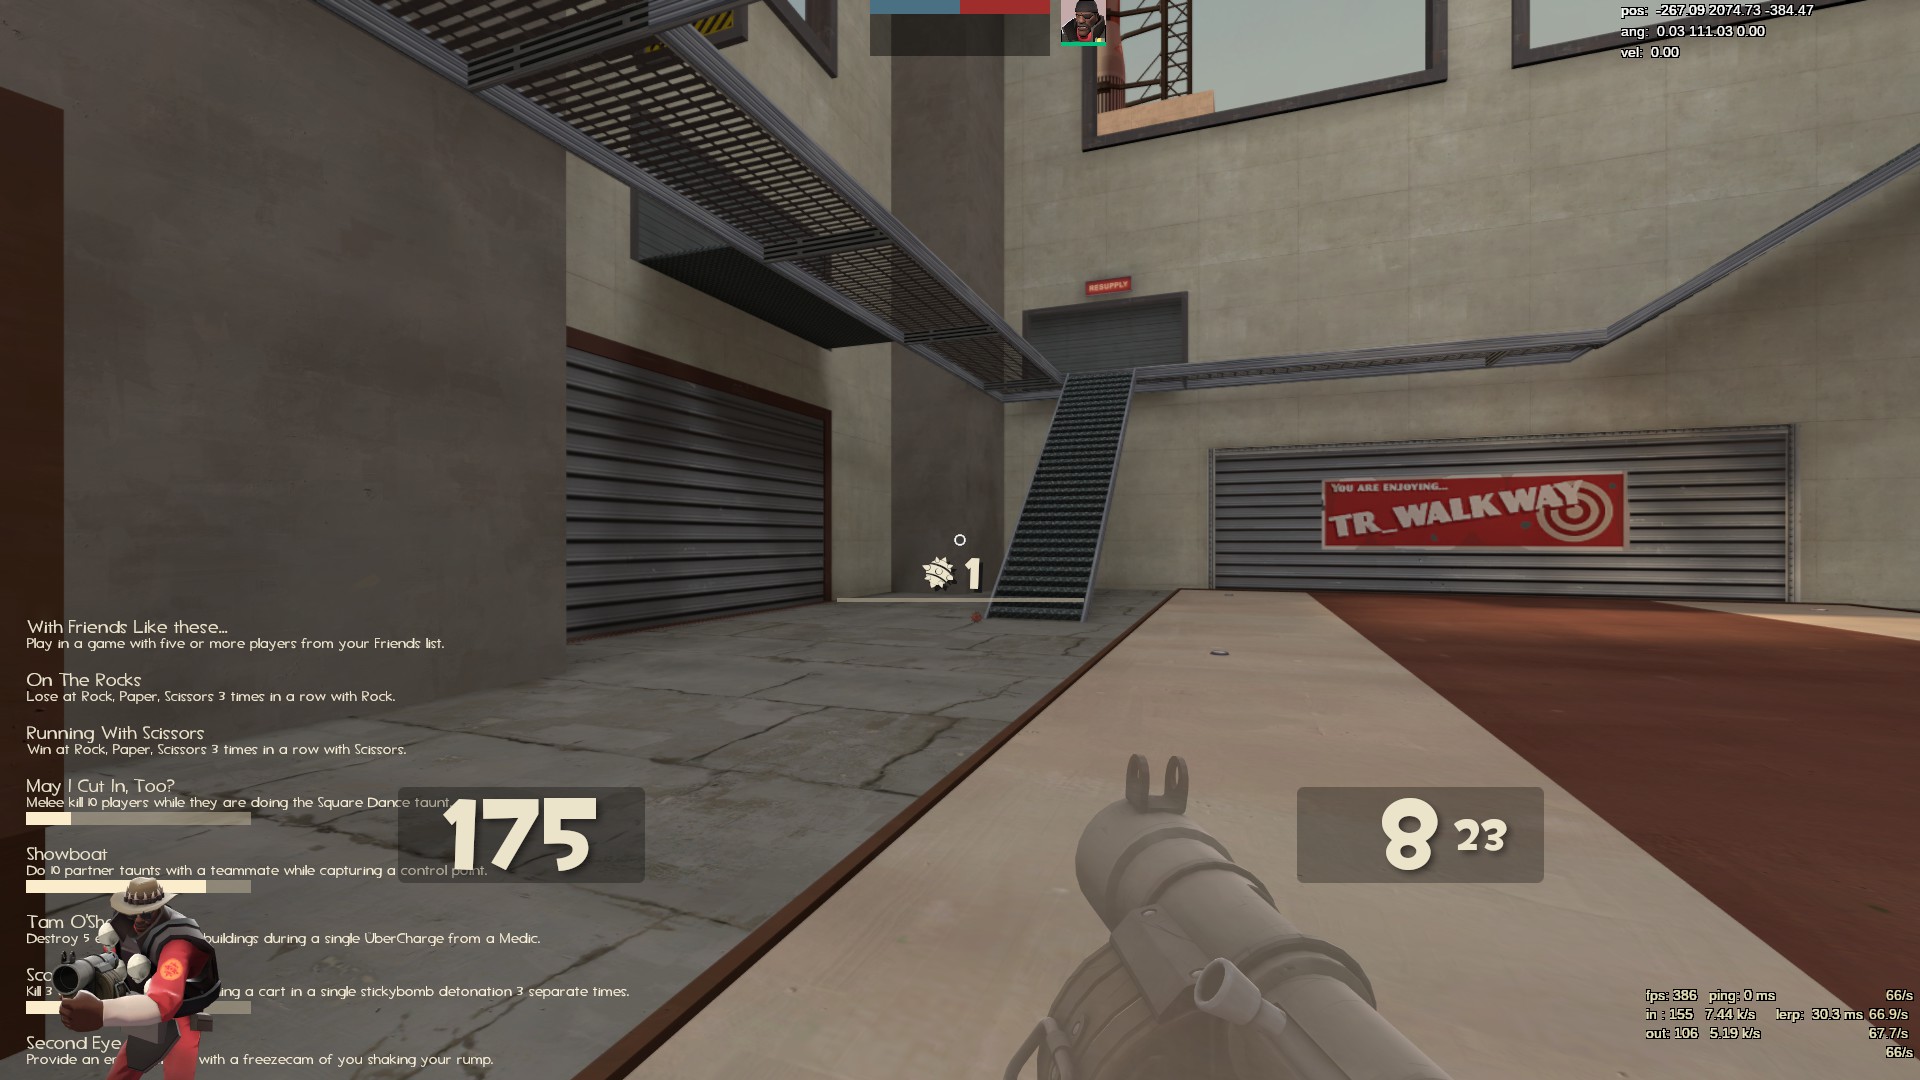 pos: -267.09 2074.73 -384.47
ang: 0.03 111.03 0.00
vel: 0.00
RESUPPLY
YOU ARE ENJOYING...
TR_WALKWAY
1
With Friends Like these...
Play in a game with five or more players from your Friends list.
On The Rocks
Lose at Rock, Paper, Scissors 3 times in a row with Rock.
Running With Scissors
Win at Rock, Paper, Scissors 3 times in a row with Scissors.
May I Cut In, Too?
Melee kill 10 players while they are doing the Square Dance taunt.
175
8 23
Showboat
Do 10 partner taunts with a teammate while capturing a control point.
Tam
Destroy 5 buildings during a single ÜberCharge from a Medic.
Kill 3 a cart in a single stickybomb detonation 3 separate times.
Second Eye
Provide an with a freezecam of you shaking your rump.
fps: 386 ping: 0 ms 66/s
in : 155 7.44 k/s lerp: 30.3 ms 66.9/s
out: 106 5.19 k/s 67.7/s
66/s